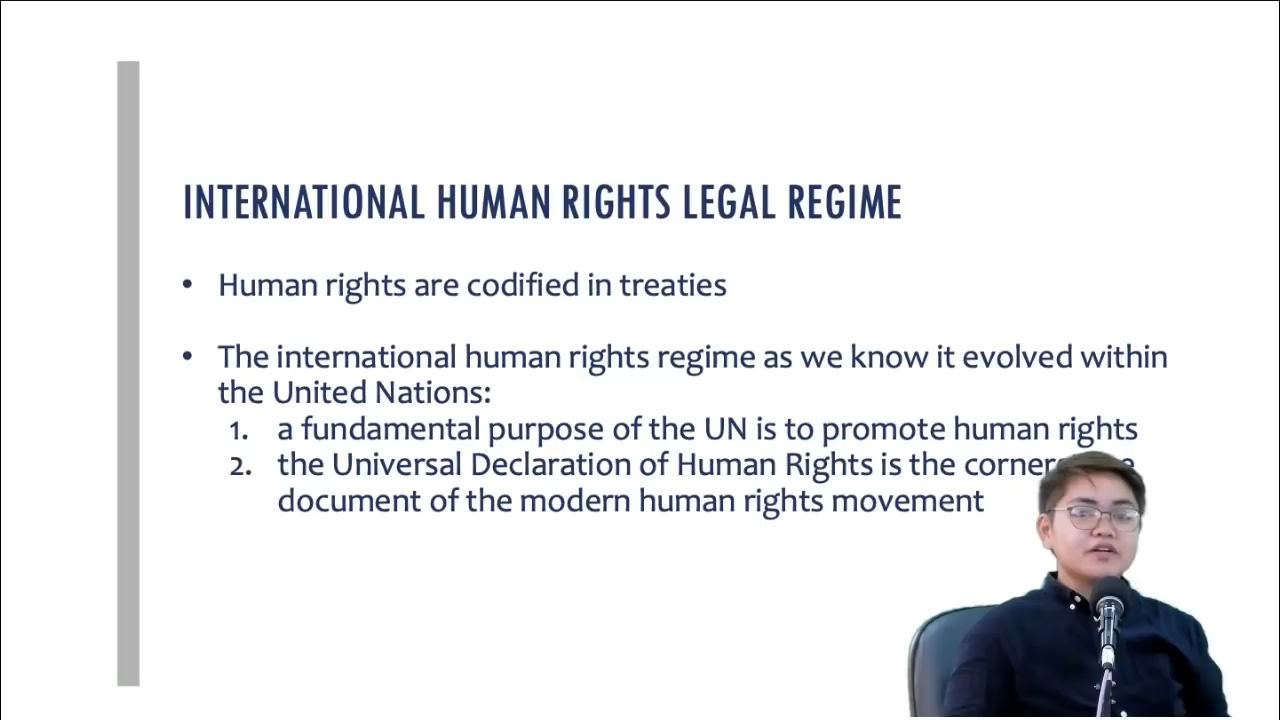 INTERNATIONAL HUMAN RIGHTS LEGAL REGIME
• Human rights are codified in treaties
• The international human rights regime as we know it evolved within
the United Nations:
1. a fundamental purpose of the UN is to promote human rights
2. the Universal Declaration of Human Rights is the
document of the modern human rights movement